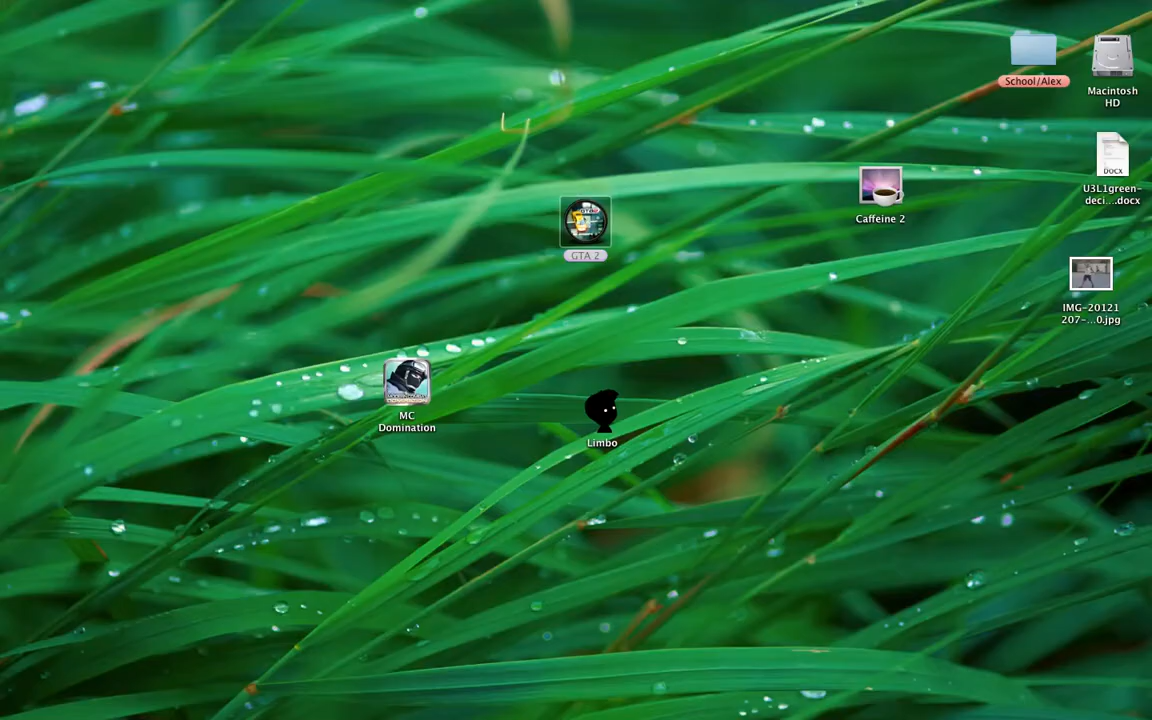 School/Alex
Macintosh
HD
DOCX
U3L1green-
deci...docx
Caffeine 2
GTA 2
IMG-20121
207-...0.jpg
MC
Domination
Limbo